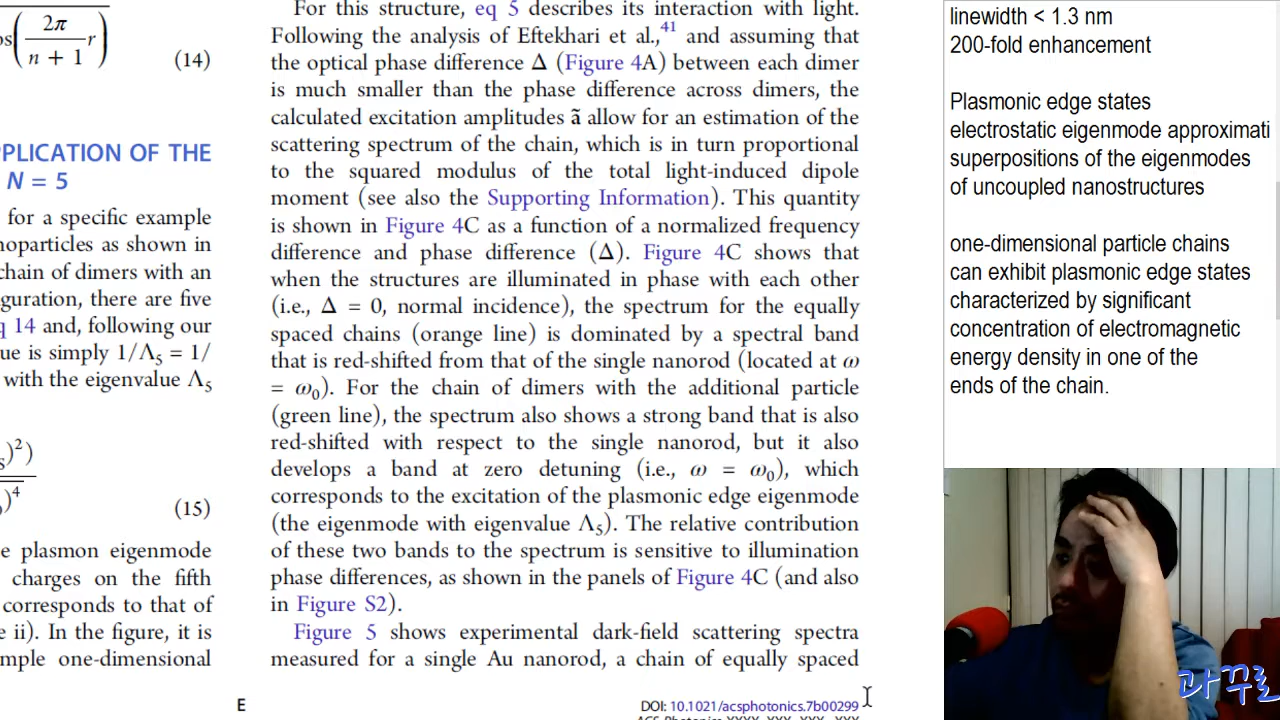 os(2π/n + 1 r)
(14)
PLICATION OF THE
N = 5
for a specific example
noparticles as shown in
chain of dimers with an
guration, there are five
q 14 and, following our
ue is simply 1/Λ5 = 1/
with the eigenvalue Λ5
s)2)
)4
(15)
e plasmon eigenmode
charges on the fifth
corresponds to that of
e ii). In the figure, it is
mple one-dimensional
For this structure, eq 5 describes its interaction with light.
Following the analysis of Eftekhari et al.,41 and assuming that
the optical phase difference Δ (Figure 4A) between each dimer
is much smaller than the phase difference across dimers, the
calculated excitation amplitudes ã allow for an estimation of the
scattering spectrum of the chain, which is in turn proportional
to the squared modulus of the total light-induced dipole
moment (see also the Supporting Information). This quantity
is shown in Figure 4C as a function of a normalized frequency
difference and phase difference (Δ). Figure 4C shows that
when the structures are illuminated in phase with each other
(i.e., Δ = 0, normal incidence), the spectrum for the equally
spaced chains (orange line) is dominated by a spectral band
that is red-shifted from that of the single nanorod (located at ω
= ω0). For the chain of dimers with the additional particle
(green line), the spectrum also shows a strong band that is also
red-shifted with respect to the single nanorod, but it also
develops a band at zero detuning (i.e., ω = ω0), which
corresponds to the excitation of the plasmonic edge eigenmode
(the eigenmode with eigenvalue Λ5). The relative contribution
of these two bands to the spectrum is sensitive to illumination
phase differences, as shown in the panels of Figure 4C (and also
in Figure S2).
Figure 5 shows experimental dark-field scattering spectra
measured for a single Au nanorod, a chain of equally spaced
E
DOI: 10.1021/acsphotonics.7b00299
linewidth < 1.3 nm
200-fold enhancement
Plasmonic edge states
electrostatic eigenmode approximati
superpositions of the eigenmodes
of uncoupled nanostructures
one-dimensional particle chains
can exhibit plasmonic edge states
characterized by significant
concentration of electromagnetic
energy density in one of the
ends of the chain.
과꾸로